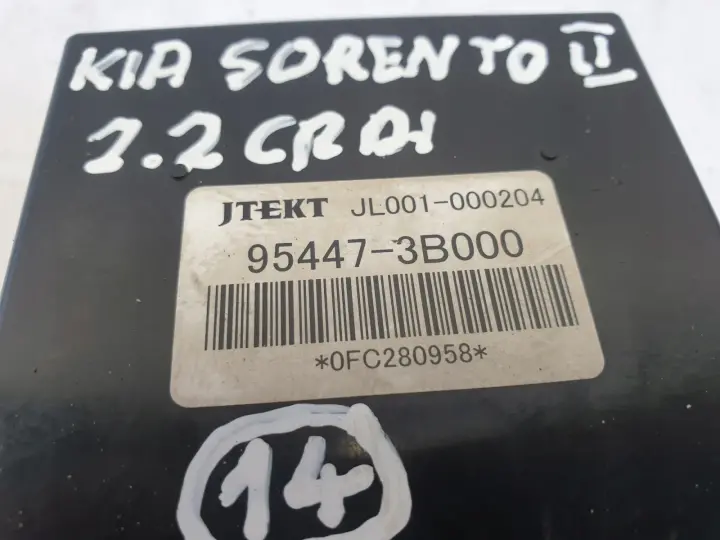 KIA SORENTO II
2.2 CRDI
JTEKT JL001-000204
95447-3B000
*0FC280958*
14